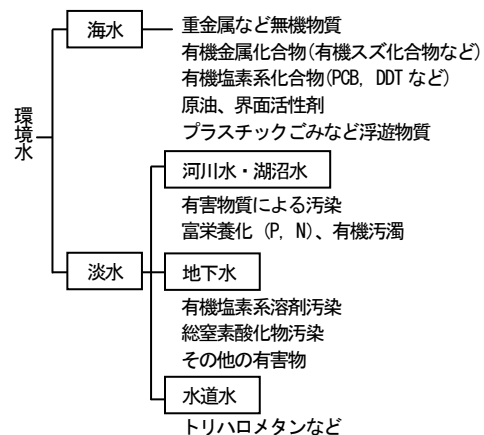 環境水
海水
重金属など無機物質
有機金属化合物(有機スズ化合物など)
有機塩素系化合物(PCB, DDT など)
原油、界面活性剤
プラスチックごみなど浮遊物質
淡水
河川水・湖沼水
有害物質による汚染
富栄養化 (P, N)、有機汚濁
地下水
有機塩素系溶剤汚染
総窒素酸化物汚染
その他の有害物
水道水
トリハロメタンなど